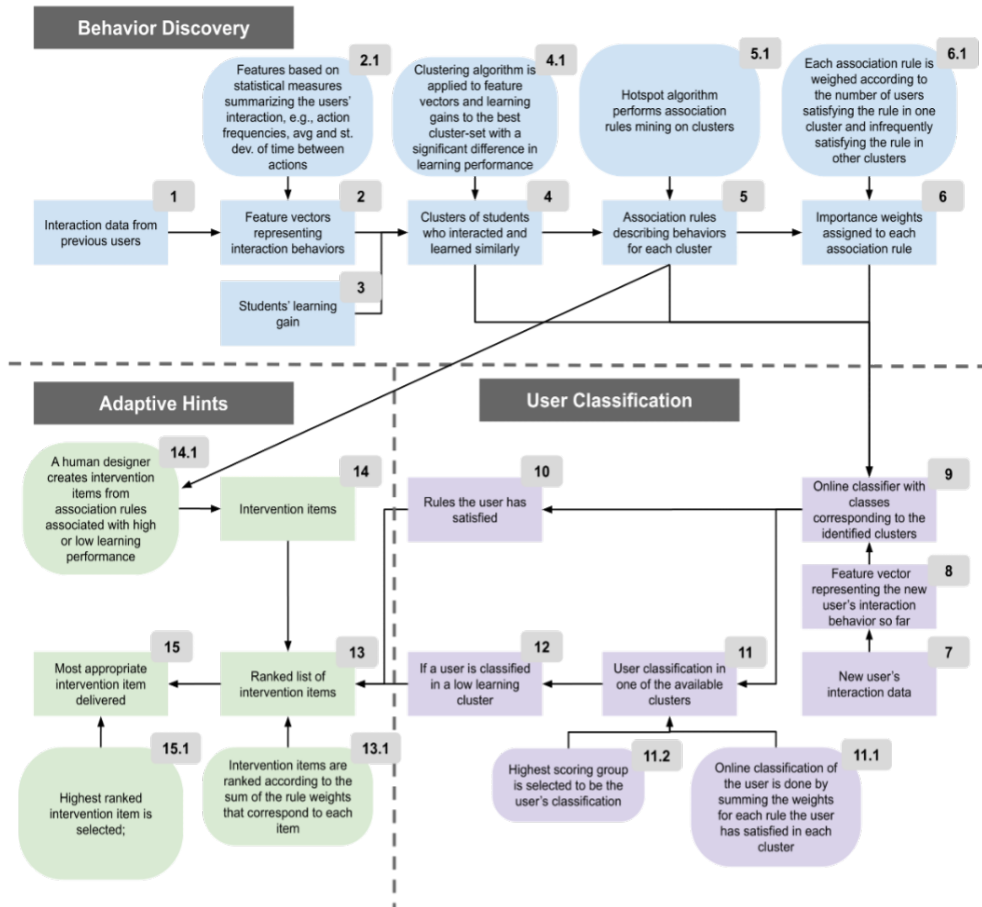 Behavior Discovery
2.1
Features based on
statistical measures
summarizing the users'
interaction, e.g., action
frequencies, avg and st.
dev. of time between
actions
4.1
Clustering algorithm is
applied to feature
vectors and learning
gains to the best
cluster-set with a
significant difference in
learning performance
5.1
Hotspot algorithm
performs association
rules mining on clusters
6.1
Each association rule is
weighed according to
the number of users
satisfying the rule in one
cluster and infrequently
satisfying the rule in
other clusters
1
Interaction data from
previous users
2
Feature vectors
representing
interaction behaviors
3
Students' learning
gain
4
Clusters of students
who interacted and
learned similarly
5
Association rules
describing behaviors
for each cluster
6
Importance weights
assigned to each
association rule
Adaptive Hints
14.1
A human designer
creates intervention
items from
association rules
associated with high
or low learning
performance
14
Intervention items
15
Most appropriate
intervention item
delivered
13
Ranked list of
intervention items
15.1
Highest ranked
intervention item is
selected;
13.1
Intervention items are
ranked according to the
sum of the rule weights
that correspond to each
item
User Classification
10
Rules the user has
satisfied
9
Online classifier with
classes
corresponding to the
identified clusters
8
Feature vector
representing the new
user's interaction
behavior so far
7
New user's
interaction data
12
If a user is classified
in a low learning
cluster
11
User classification in
one of the available
clusters
11.2
Highest scoring group
is selected to be the
user's classification
11.1
Online classification of
the user is done by
summing the weights
for each rule the user
has satisfied in each
cluster